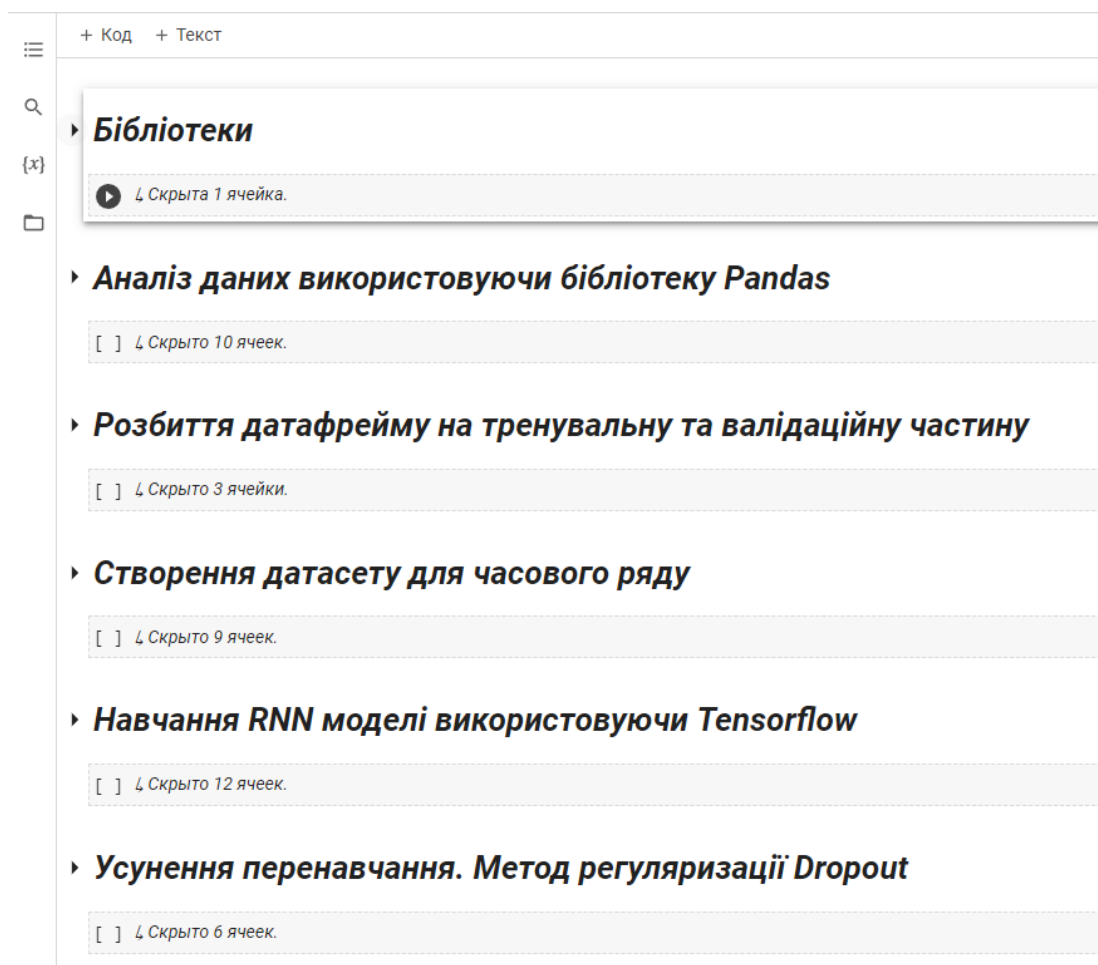 + Код + Текст
Бібліотеки
{x}
↳ Скрыта 1 ячейка.
Аналіз даних використовуючи бібліотеку Pandas
[ ] ↳ Скрыто 10 ячеек.
Розбиття датафрейму на тренувальну та валідаційну частину
[ ] ↳ Скрыто 3 ячейки.
Створення датасету для часового ряду
[ ] ↳ Скрыто 9 ячеек.
Навчання RNN моделі використовуючи Tensorflow
[ ] ↳ Скрыто 12 ячеек.
Усунення перенавчання. Метод регуляризації Dropout
[ ] ↳ Скрыто 6 ячеек.